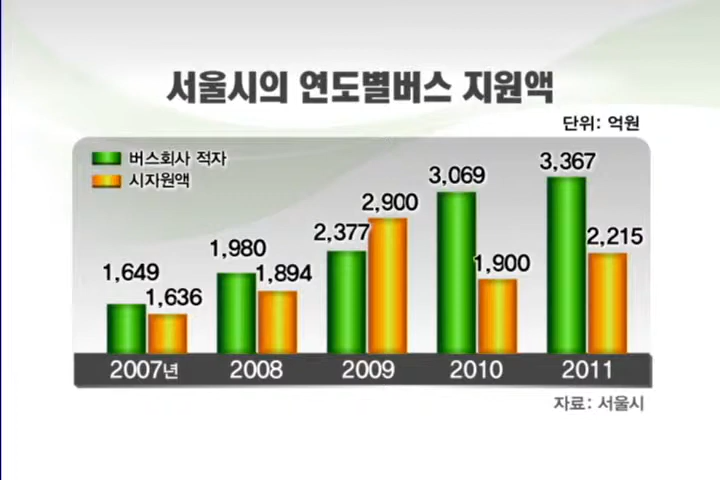 서울시의 연도별버스 지원액
단위: 억원
버스회사 적자
시자원액
1,649
1,636
1,980
1,894
2,377
2,900
3,069
1,900
3,367
2,215
2007년 2008 2009 2010 2011
자료: 서울시